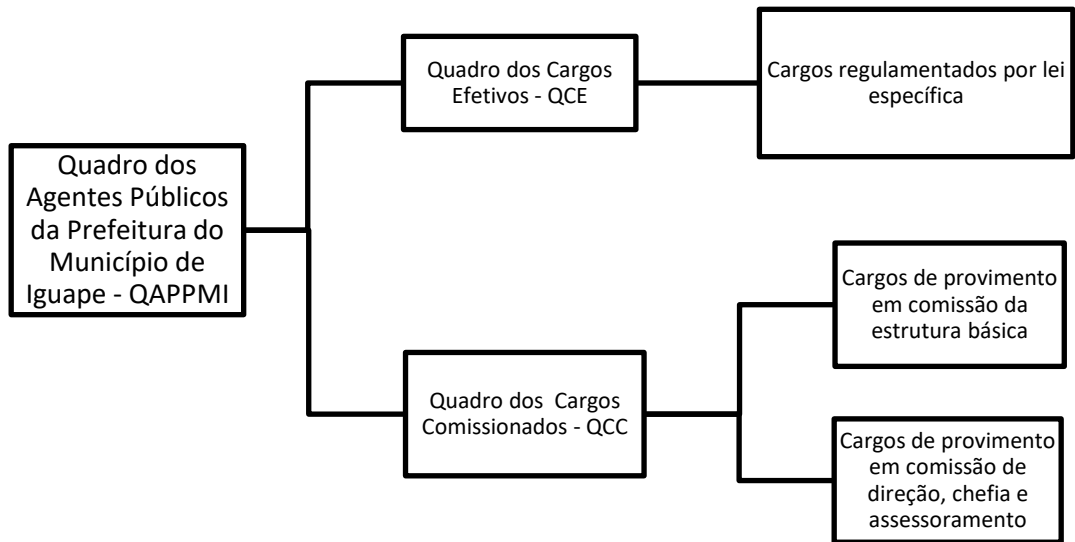 Quadro dos
Agentes Públicos
da Prefeitura do
Município de
Iguape - QAPPMI
Quadro dos Cargos
Efetivos - QCE
Cargos regulamentados por lei
específica
Quadro dos Cargos
Comissionados - QCC
Cargos de provimento
em comissão da
estrutura básica
Cargos de provimento
em comissão de
direção, chefia e
assessoramento